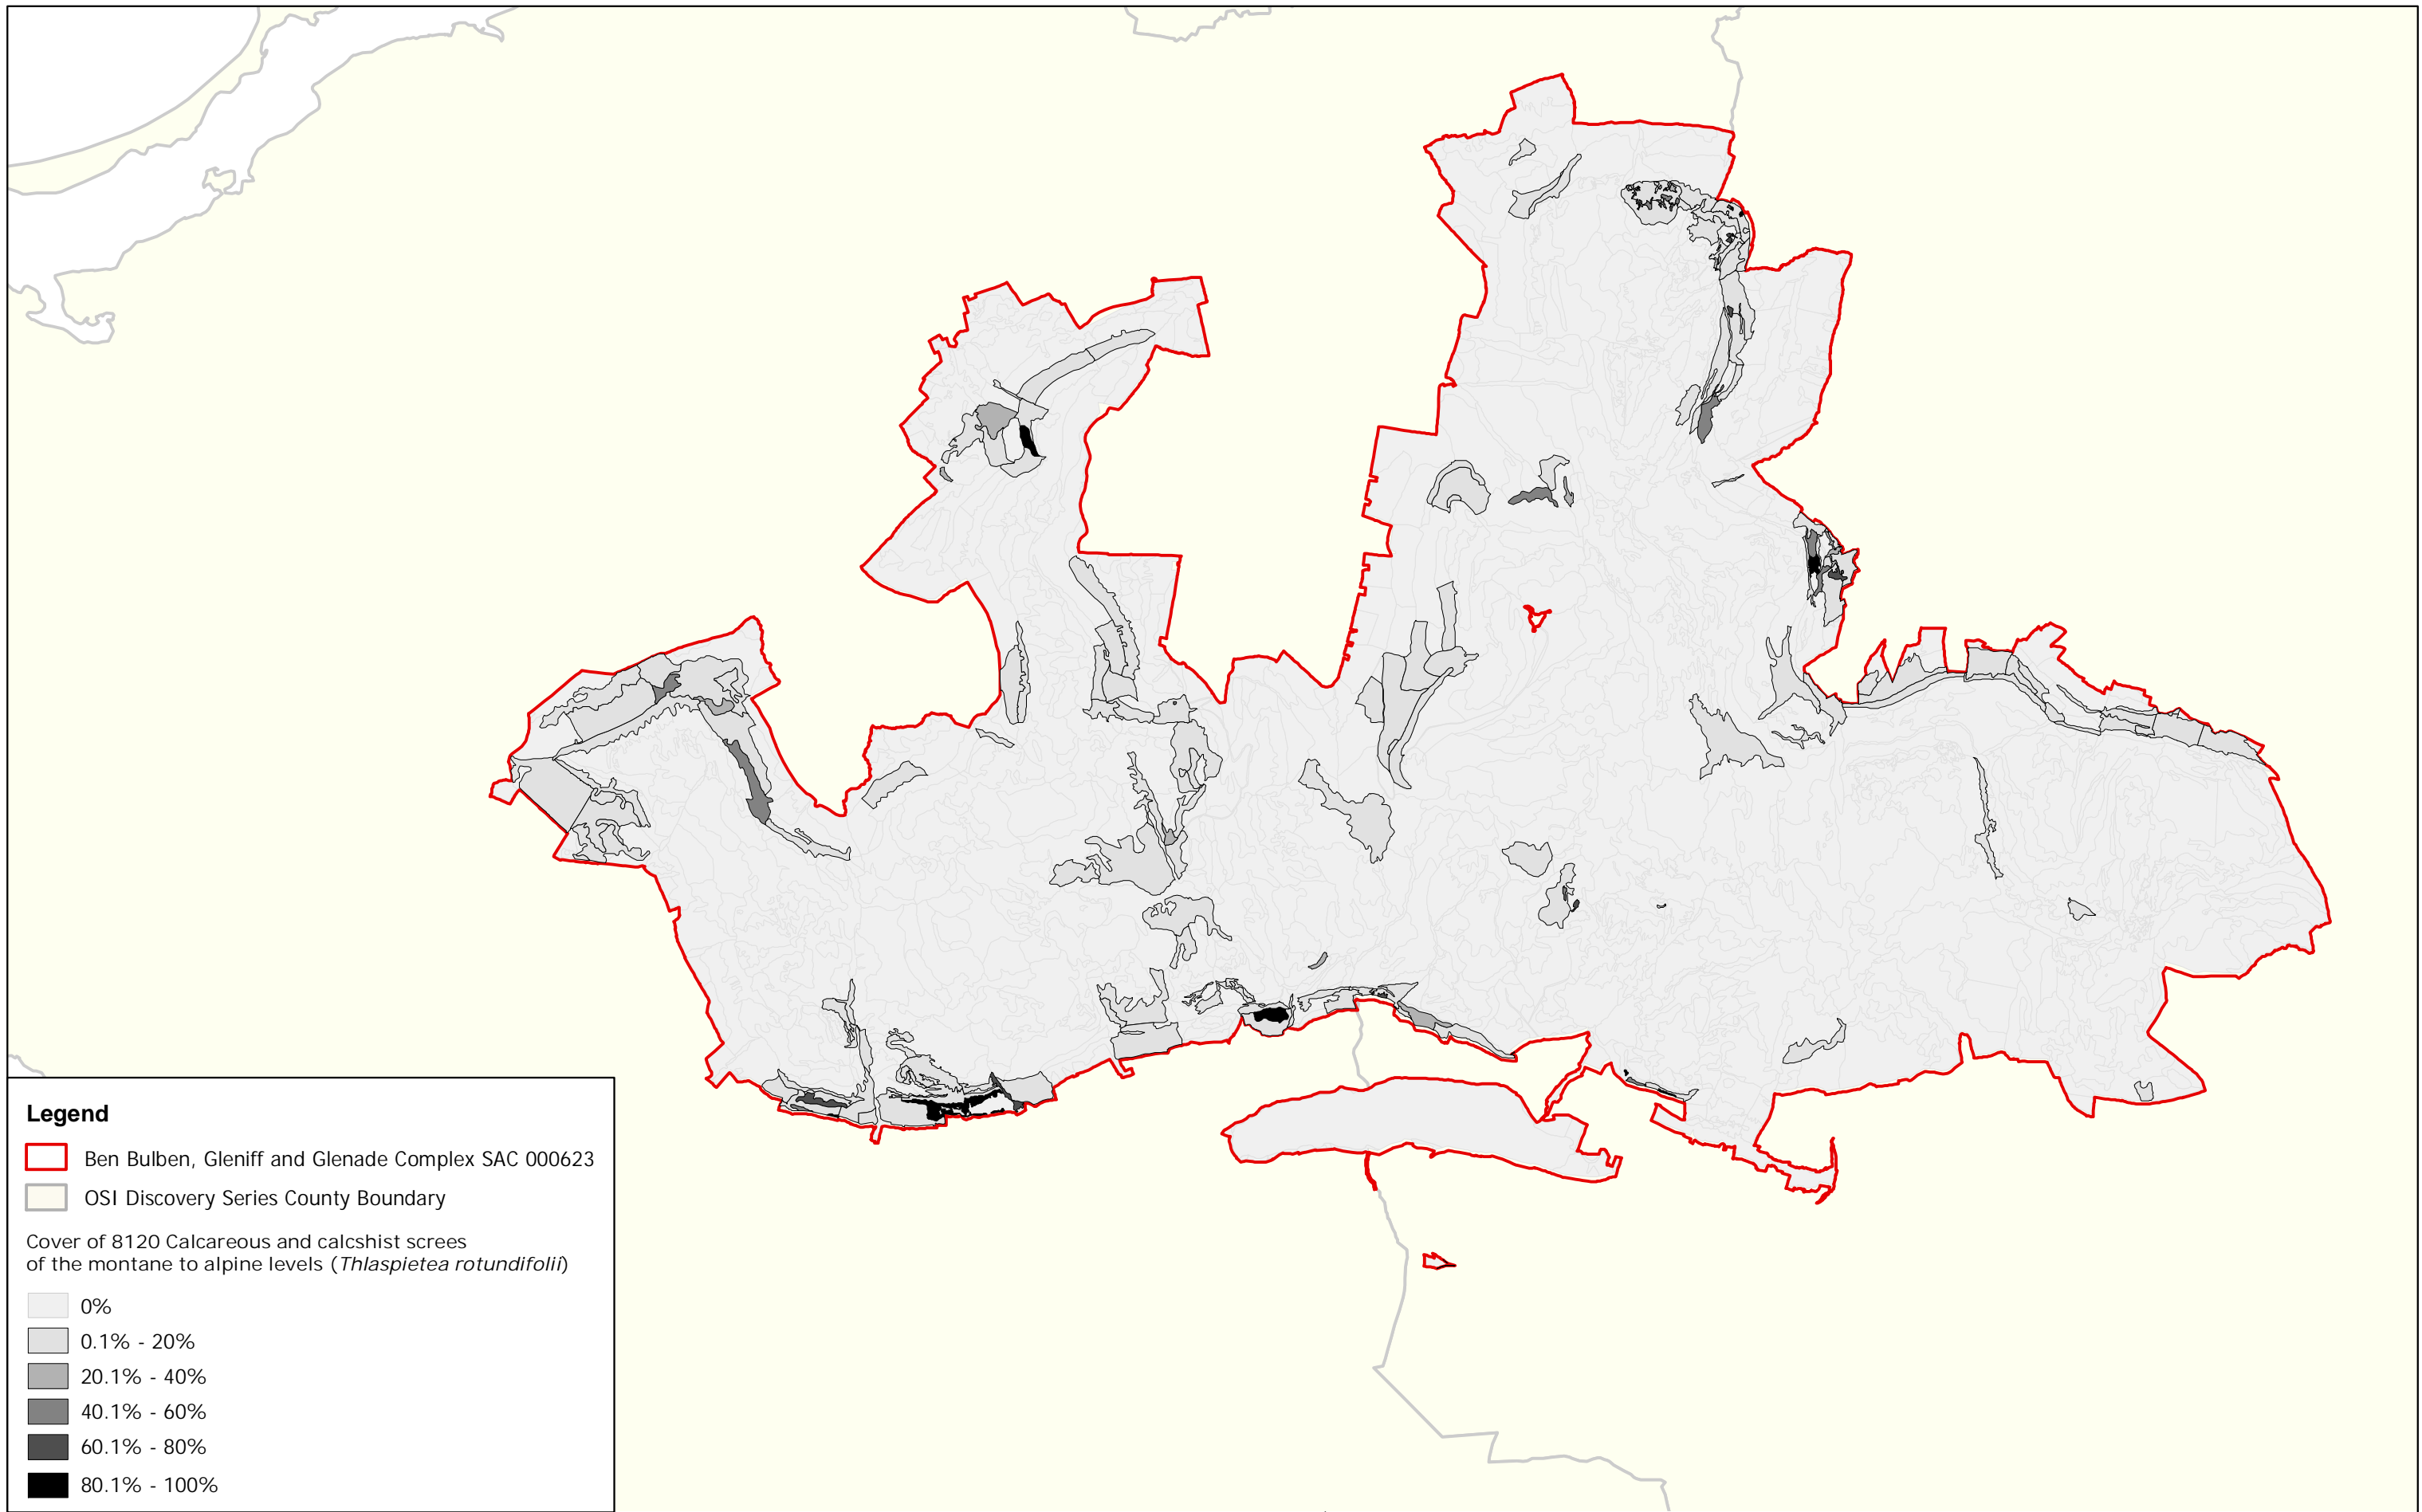 Legend
Ben Bulben, Gleniff and Glenade Complex SAC 000623
OSI Discovery Series County Boundary
Cover of 8120 Calcareous and calcshist screes
of the montane to alpine levels (Thlaspietea rotundifolii)
0%
0.1% - 20%
20.1% - 40%
40.1% - 60%
60.1% - 80%
80.1% - 100%